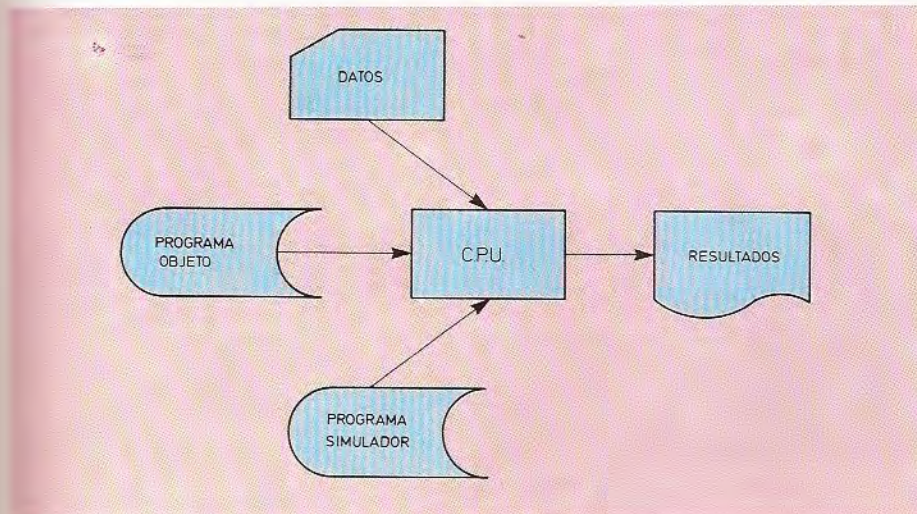 DATOS
PROGRAMA
OBJETO
C.P.U.
RESULTADOS
PROGRAMA
SIMULADOR